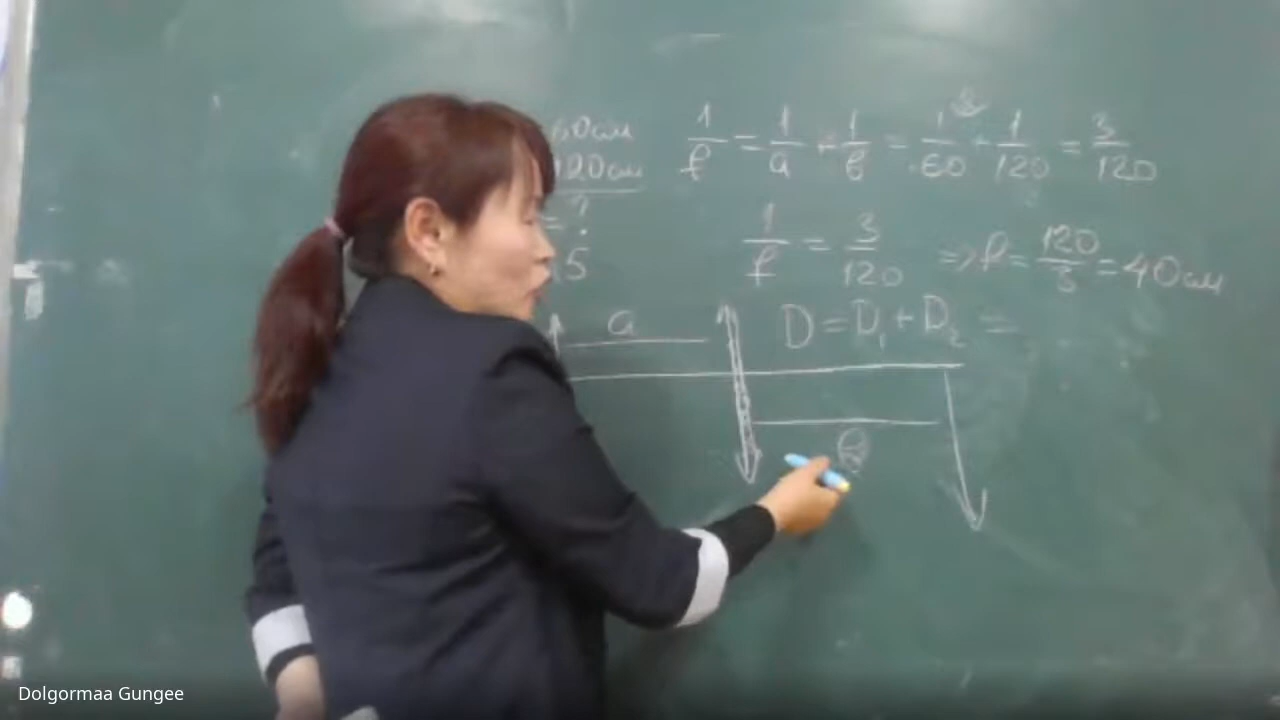 60см
120см
= ?
5
1/f = 1/a + 1/в = 1/60 + 1/120 = 3/120
1/f = 3/120 => f = 120/3 = 40см
D = D₁ + D₂ =
a
в
Dolgormaa Gungee